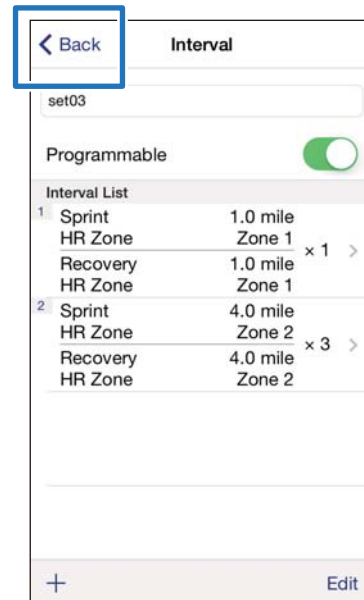 Back Interval
set03
Programmable
Interval List
1 Sprint 1.0 mile
HR Zone Zone 1
× 1
Recovery 1.0 mile
HR Zone Zone 1
2 Sprint 4.0 mile
HR Zone Zone 2
× 3
Recovery 4.0 mile
HR Zone Zone 2
+ Edit